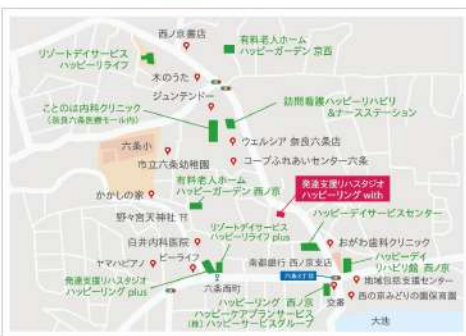 西ノ京書店
有料老人ホーム
ハッピーガーデン 京西
リゾートデイサービス
ハッピーリライフ
木のうた
ジュンテンドー
ことのは内科クリニック
（奈良六条医療モール内）
訪問看護ハッピーリハビリ
&ナースステーション
六条小
ウェルシア 奈良六条店
市立六条幼稚園
コープふれあいセンター六条
有料老人ホーム
ハッピーガーデン 西ノ京
発達支援リハスタジオ
ハッピーリング with
かかしの家
野々宮天神社
リゾートデイサービス
ハッピーリライフ plus
ハッピーデイサービスセンター
白井内科医院
おがわ歯科クリニック
ヤマハピアノ
ビーライフ
南都銀行 西ノ京支店
ハッピーデイ
リハビリ館 西ノ京
発達支援リハスタジオ
ハッピーリング plus
六条西町
六条4丁目
地域包括支援センター
ハッピーリング 西ノ京
交番
西の京みどりの園保育園
ハッピーケアプランサービス
(株) ハッピーサービスグループ
大池